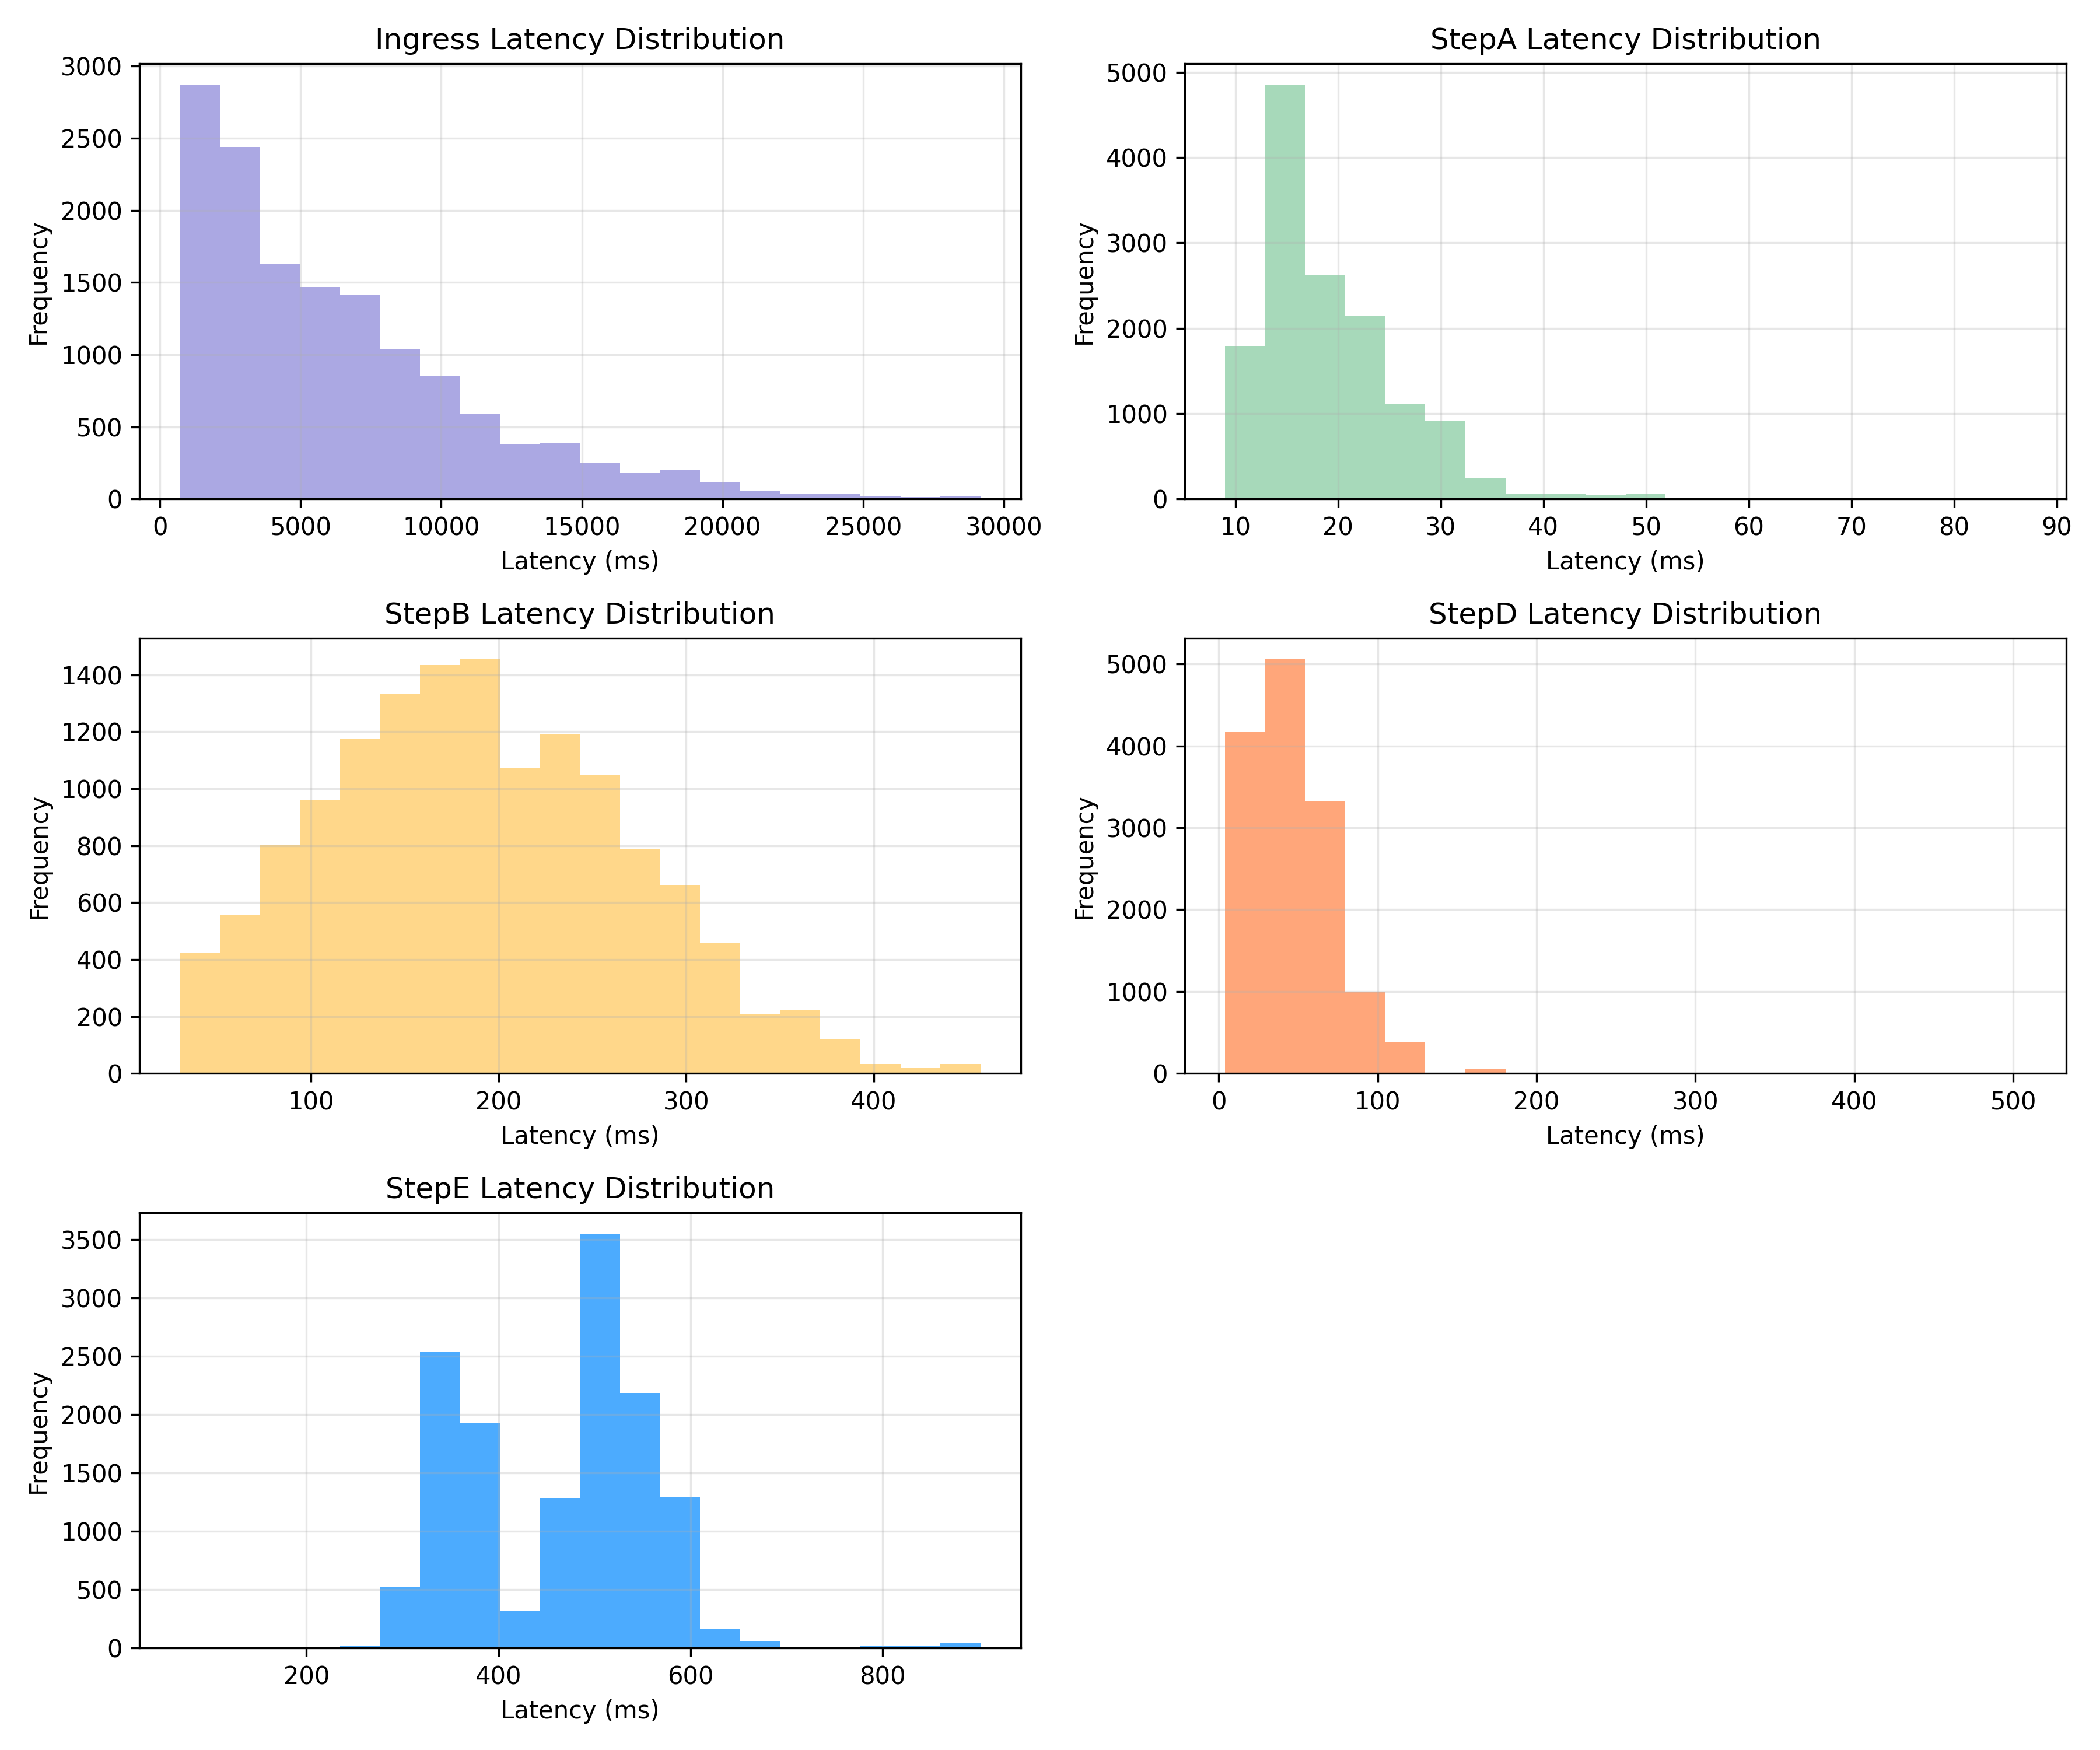 Ingress Latency Distribution
Frequency
3000
2500
2000
1500
1000
500
0
0 5000 10000 15000 20000 25000 30000
Latency (ms)
StepA Latency Distribution
Frequency
5000
4000
3000
2000
1000
0
10 20 30 40 50 60 70 80 90
Latency (ms)
StepB Latency Distribution
Frequency
1400
1200
1000
800
600
400
200
0
100 200 300 400
Latency (ms)
StepD Latency Distribution
Frequency
5000
4000
3000
2000
1000
0
0 100 200 300 400 500
Latency (ms)
StepE Latency Distribution
Frequency
3500
3000
2500
2000
1500
1000
500
0
200 400 600 800
Latency (ms)